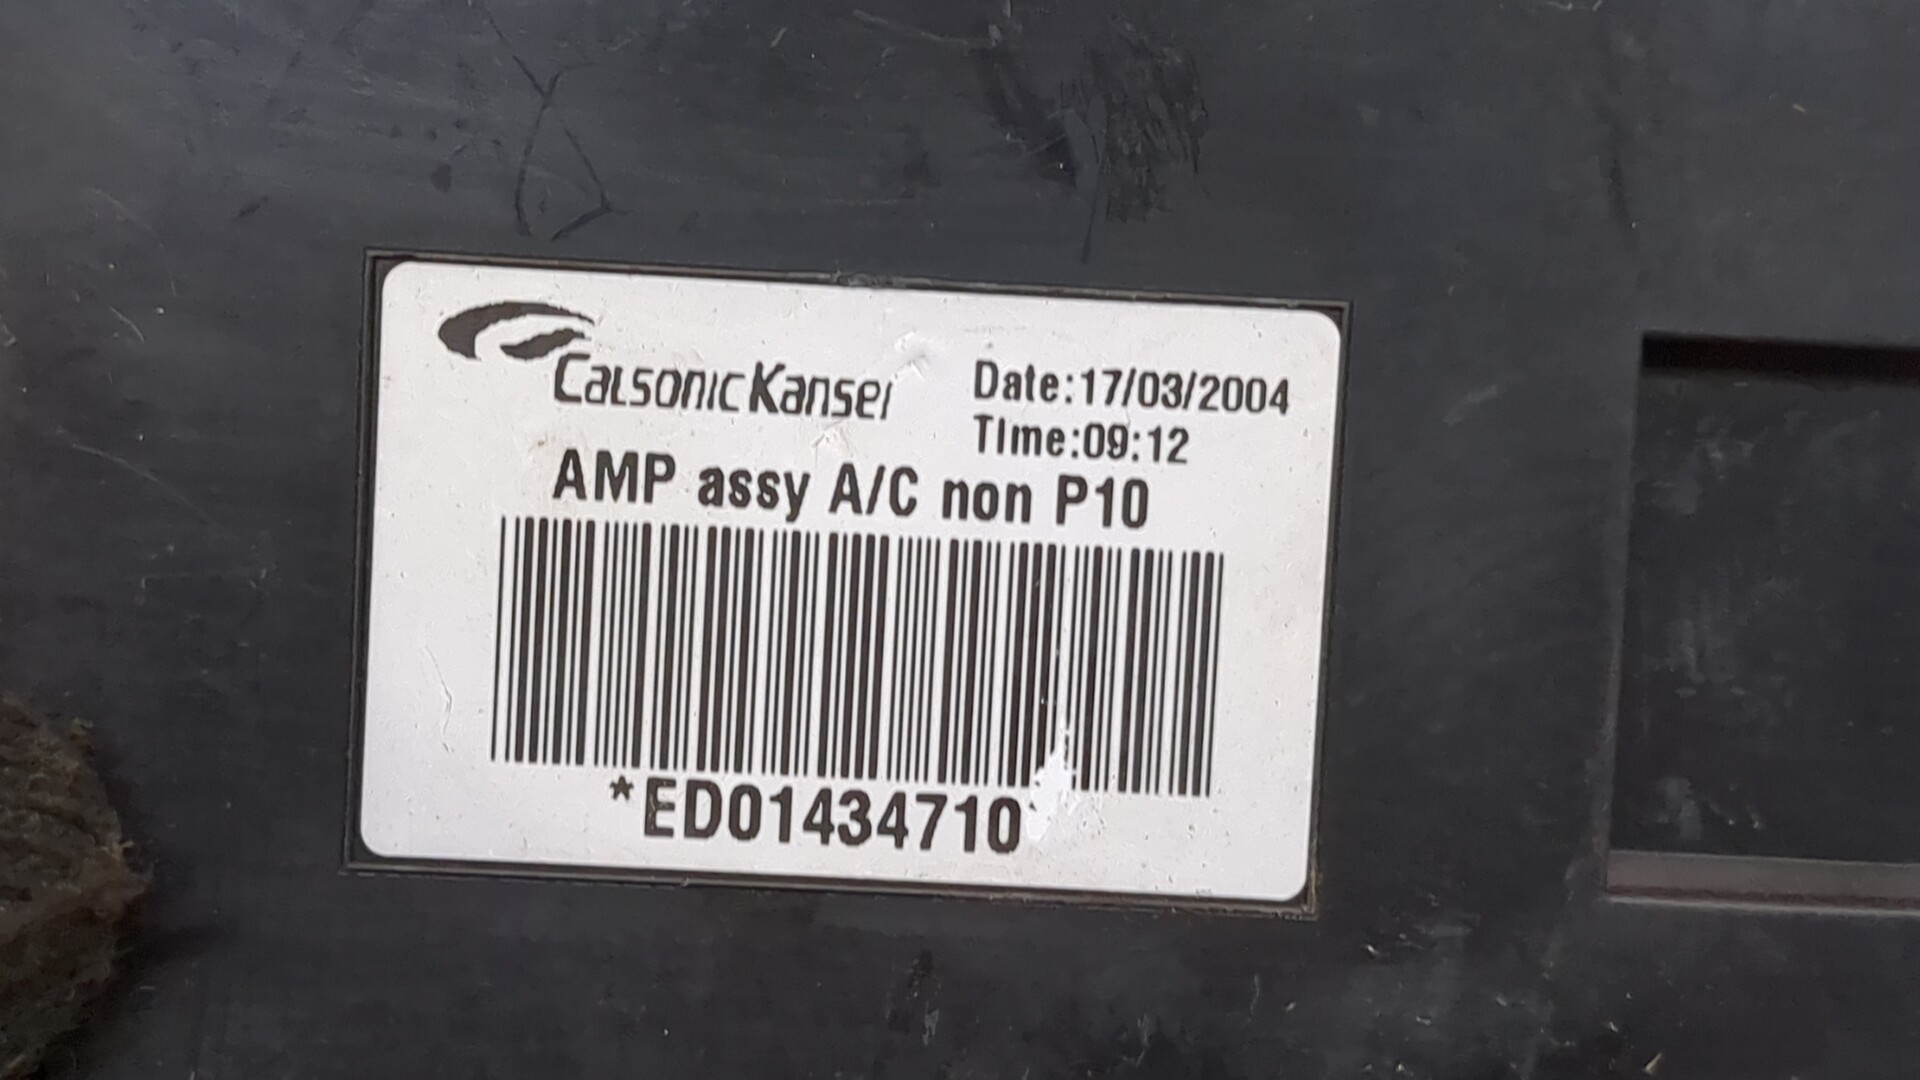 CalsonicKansei
Date:17/03/2004
Time:09:12
AMP assy A/C non P10
*ED01434710